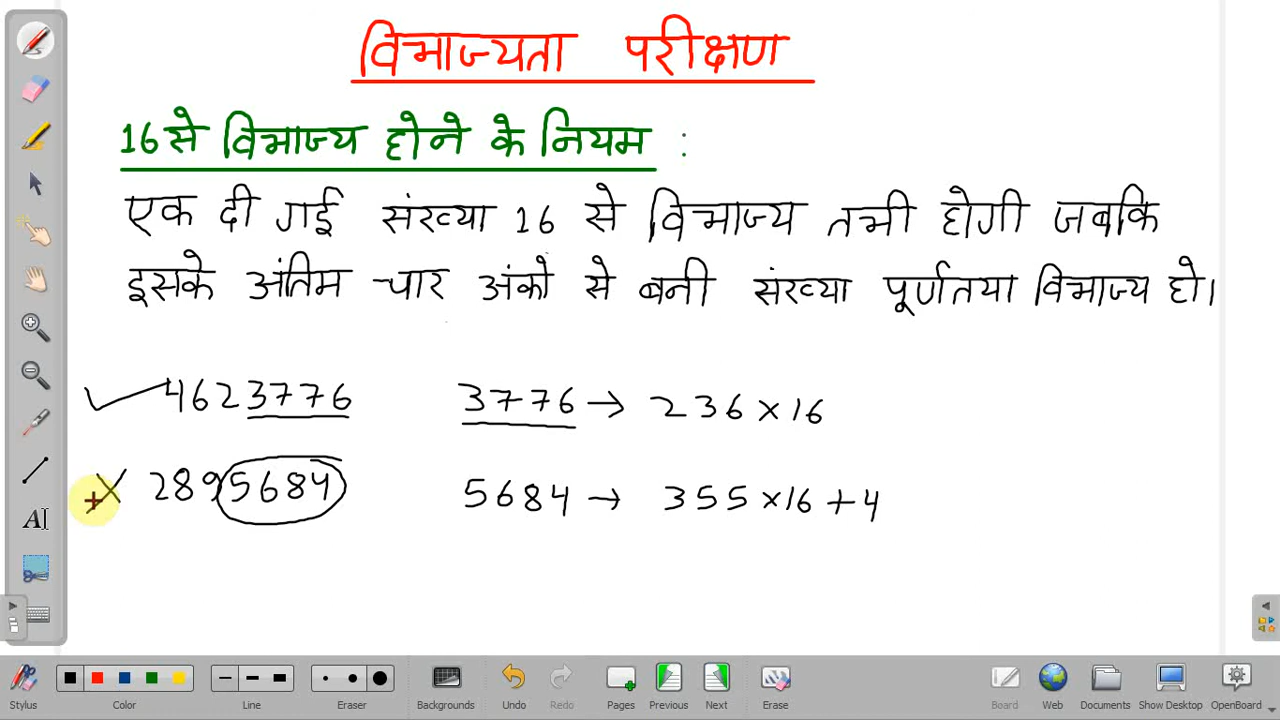 विभाज्यता परीक्षण
16 से विभाज्य होने के नियम :
एक दी गई संख्या 16 से विभाज्य तभी होगी जबकि
इसके अंतिम चार अंको से बनी संख्या पूर्णतया विभाज्य हो।
4623776 3776 → 236 × 16
2895684 5684 → 355 × 16 + 4
Stylus Color Line Eraser Backgrounds Undo Redo Pages Previous Next Erase Board Web Documents Show Desktop OpenBoard